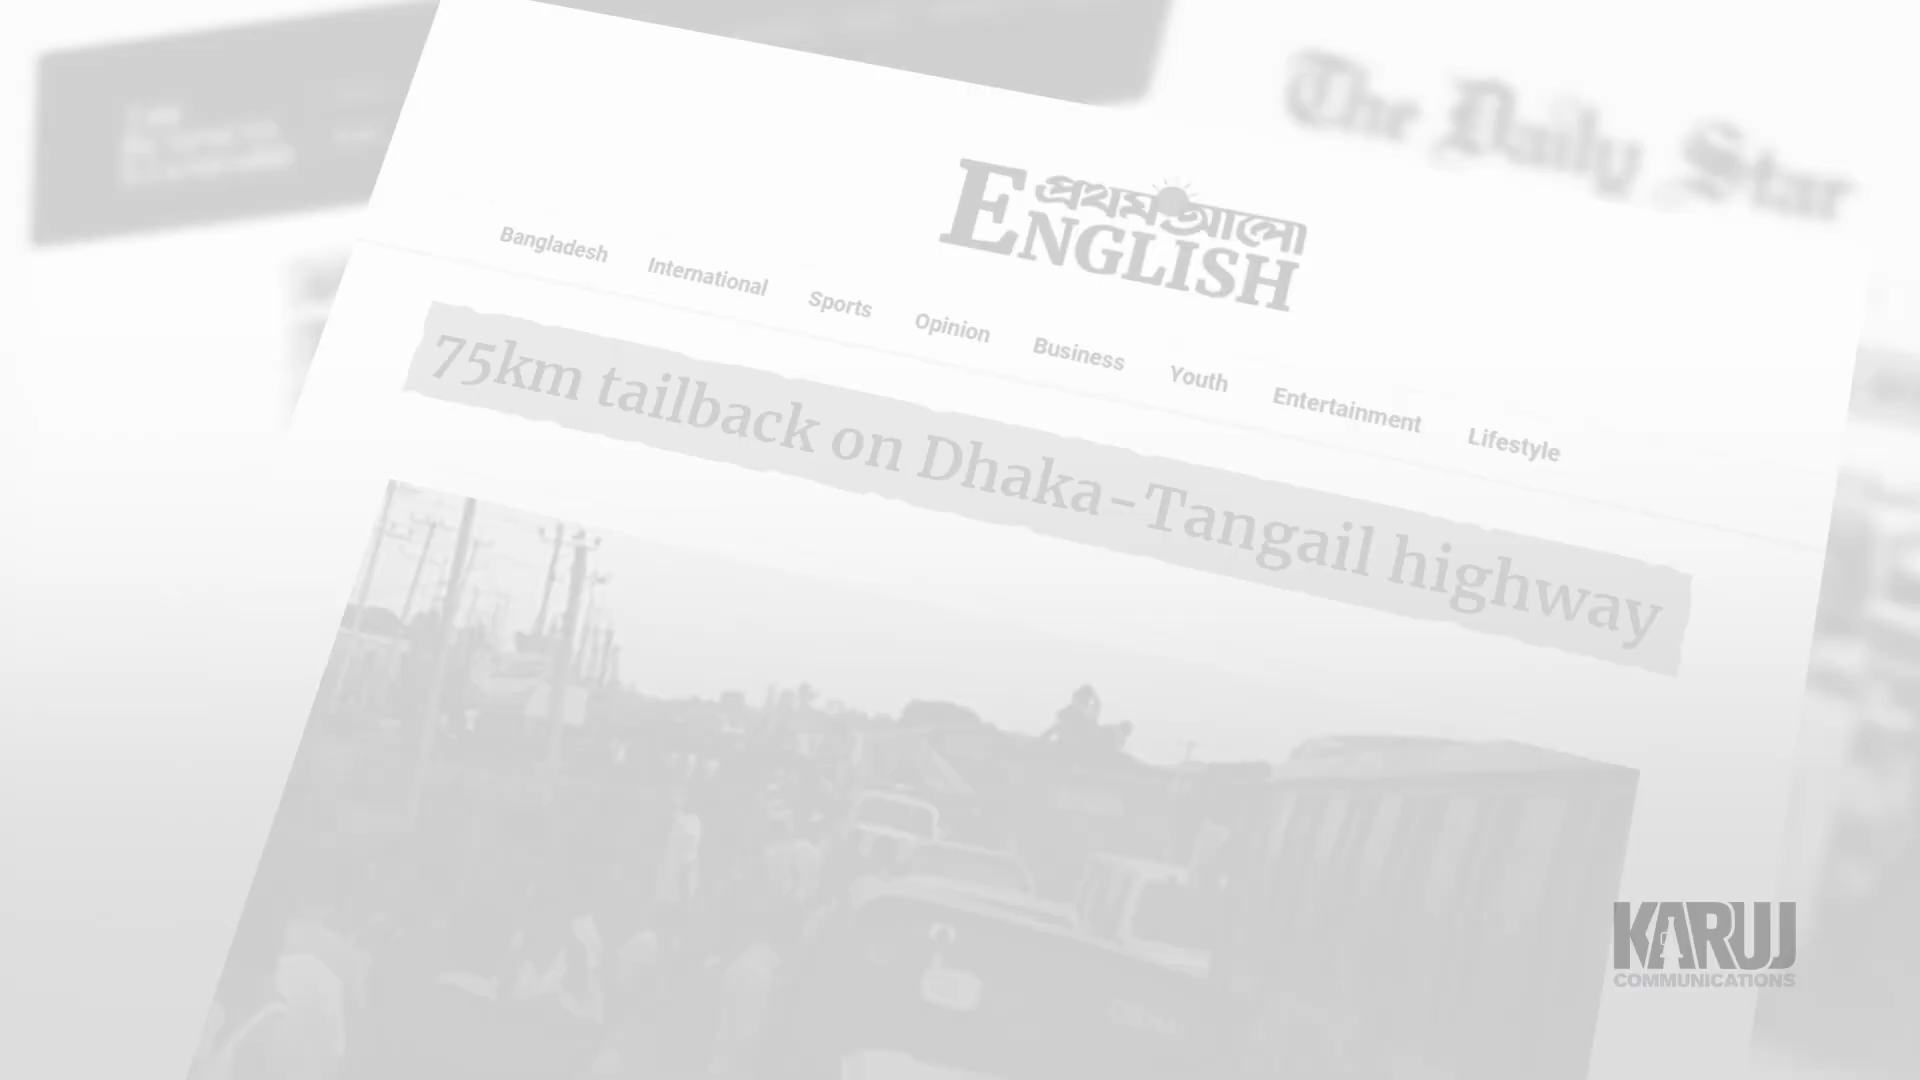 The Daily Star
প্রথম আলো
ENGLISH
Bangladesh International Sports Opinion Business Youth Entertainment Lifestyle
75km tailback on Dhaka–Tangail highway
KARUJ
COMMUNICATIONS